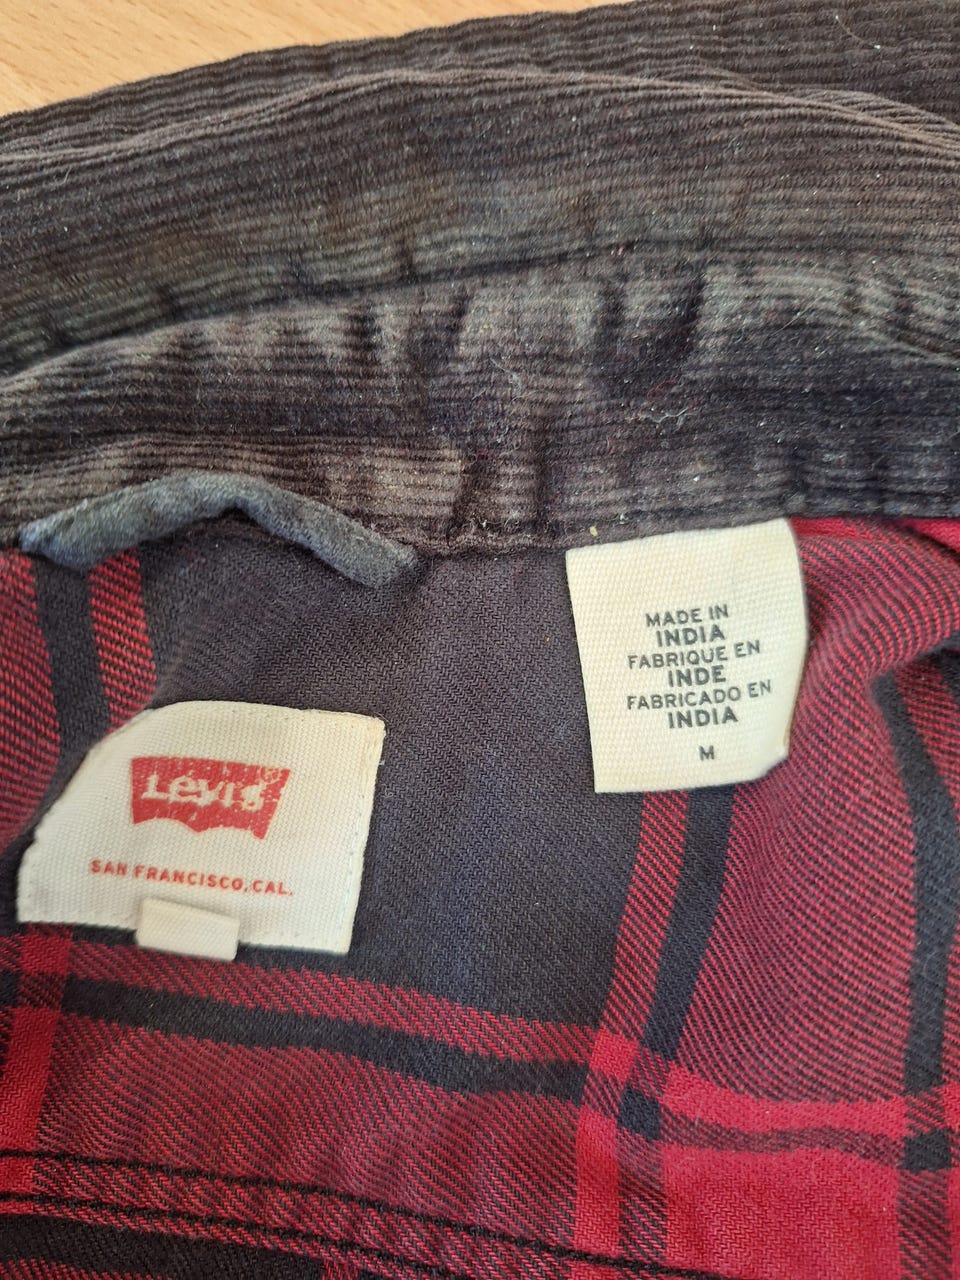 MADE IN
INDIA
FABRIQUE EN
INDE
FABRICADO EN
INDIA
M
Levi's
SAN FRANCISCO, CAL.